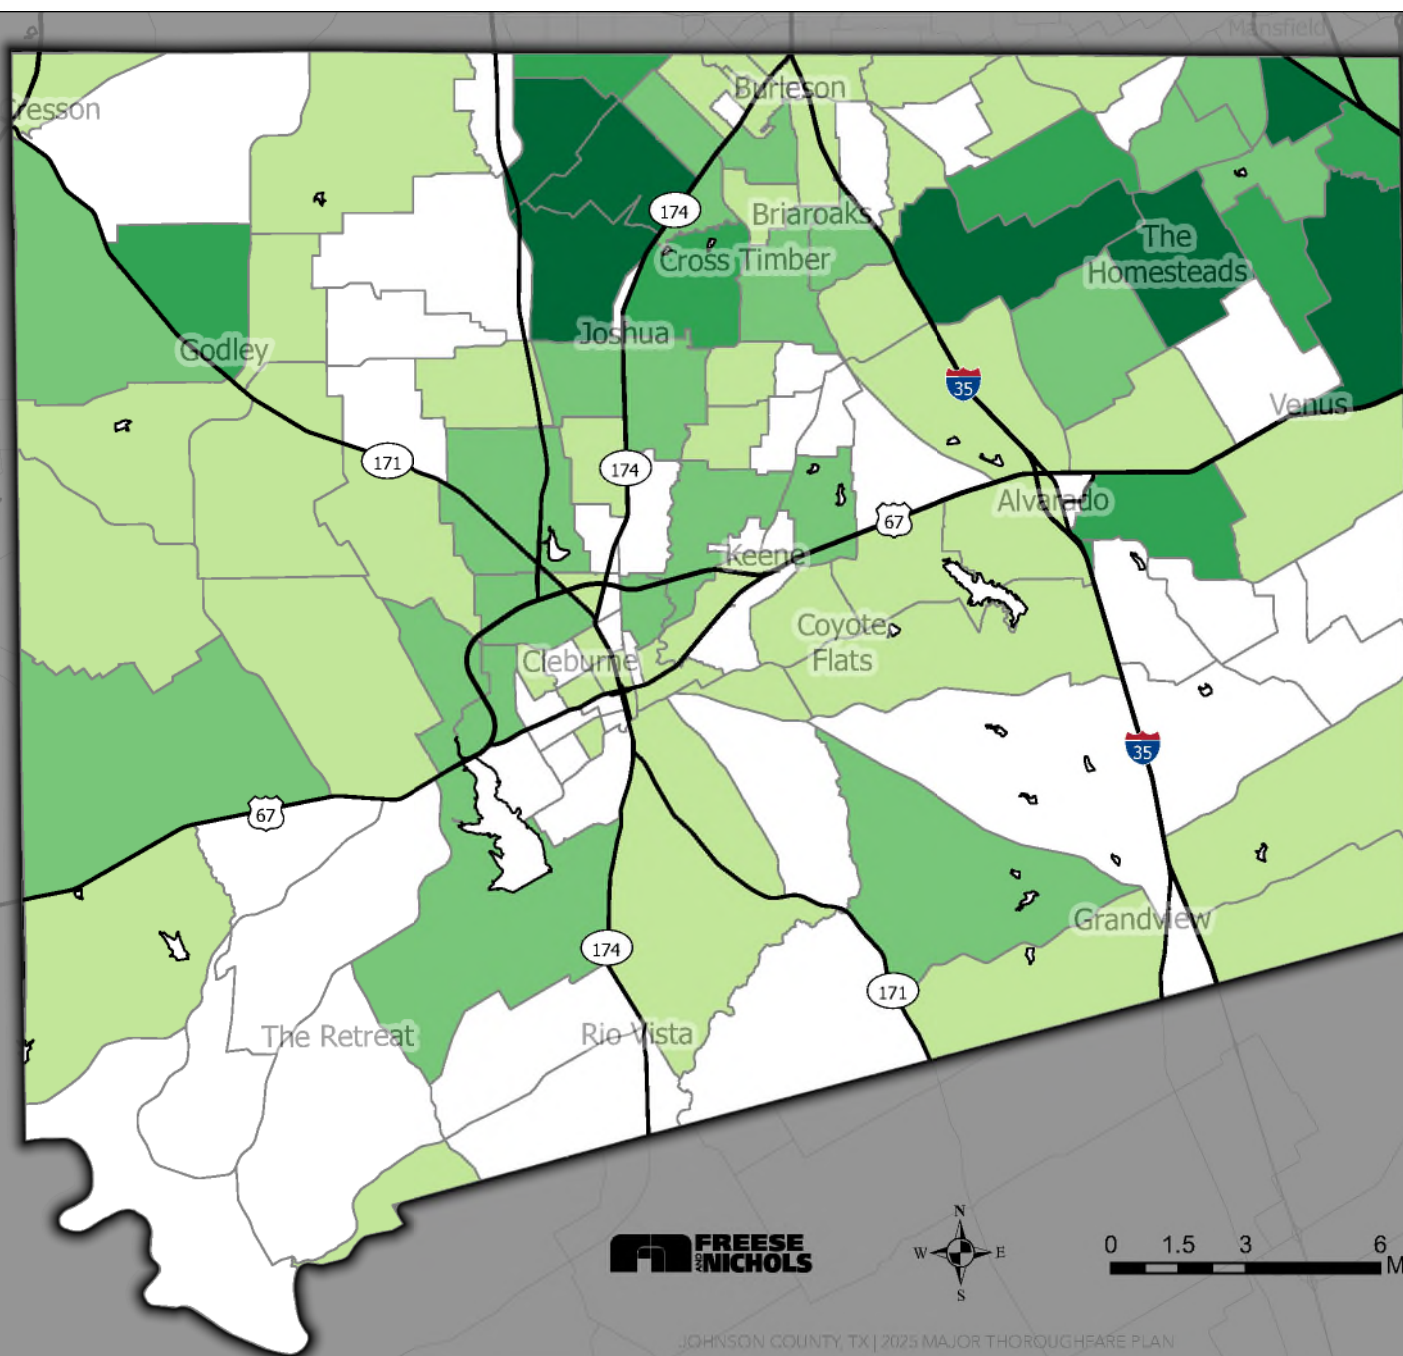 Mansfield
Cresson
Burleson
174
Briaroaks
Cross Timber
The
Homesteads
Joshua
Godley
35
Venus
171
174
Alvarado
67
Keene
Coyote
Flats
Cleburne
35
67
Grandview
174
171
The Retreat
Rio Vista
FREESE
AND
NICHOLS
N
W E
S
0 1.5 3 6
M
JOHNSON COUNTY, TX | 2025 MAJOR THOROUGHFARE PLAN